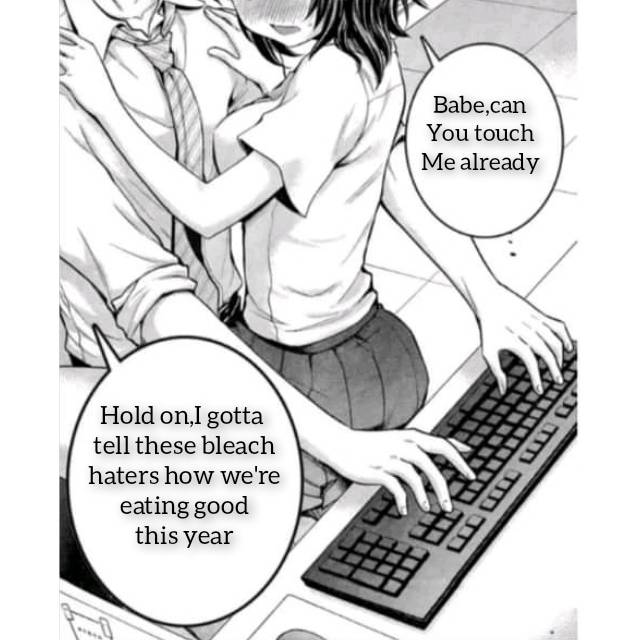 Babe,can
You touch
Me already
Hold on,I gotta
tell these bleach
haters how we're
eating good
this year